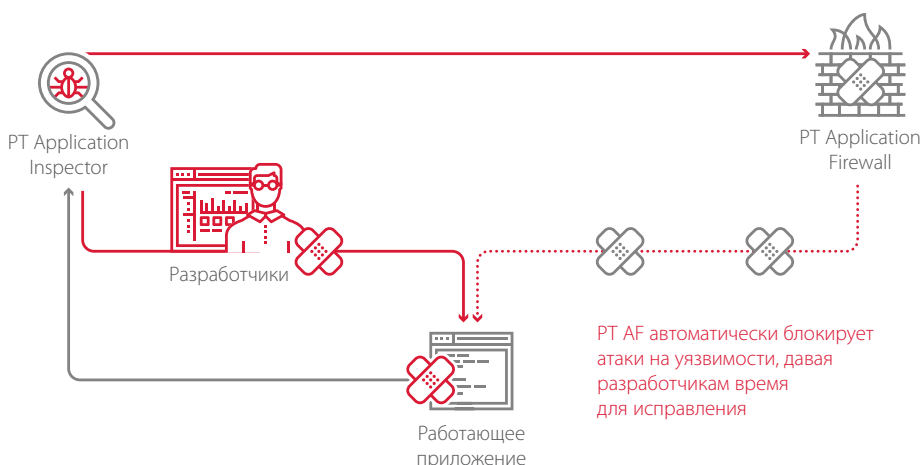 PT Application
Inspector
PT Application
Firewall
Разработчики
PT AF автоматически блокирует
атаки на уязвимости, давая
разработчикам время
для исправления
Работающее
приложение